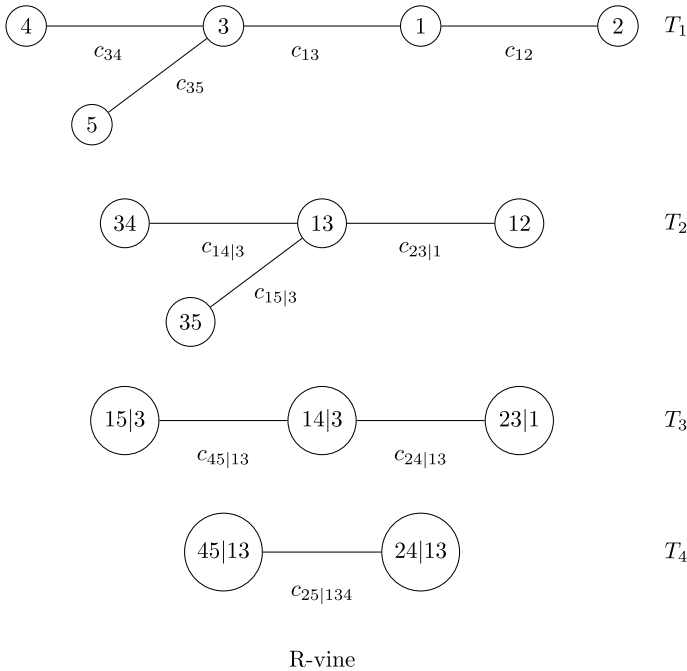 4 3 1 2 T₁
c₃₄ c₁₃ c₁₂
c₃₅
5
34 13 12 T₂
c₁₄|₃ c₂₃|₁
c₁₅|₃
35
15|3 14|3 23|1 T₃
c₄₅|₁₃ c₂₄|₁₃
45|13 24|13 T₄
c₂₅|₁₃₄
R-vine